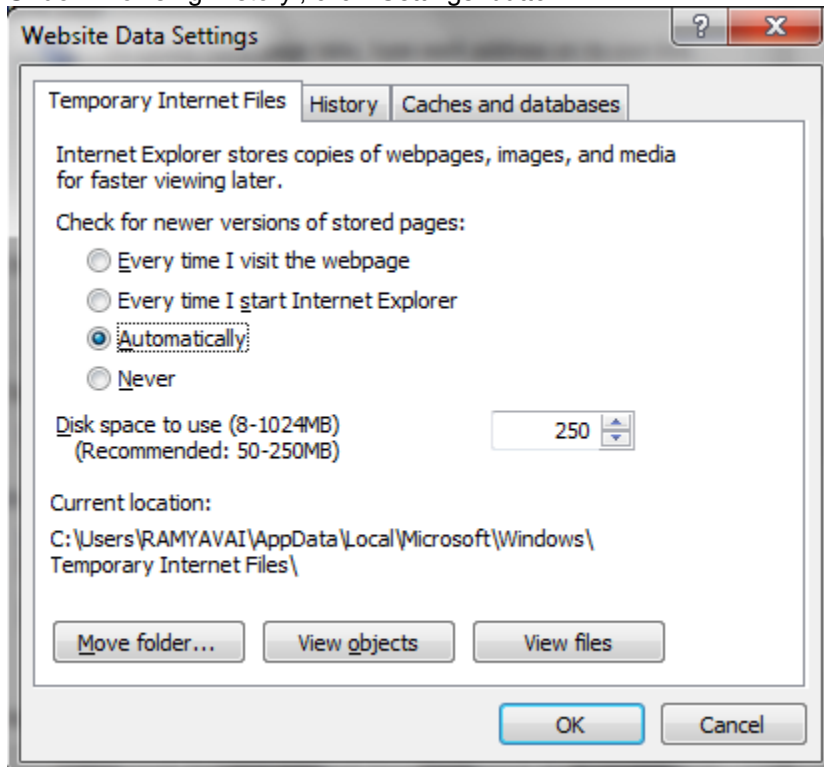 Website Data Settings
Temporary Internet Files History Caches and databases
Internet Explorer stores copies of webpages, images, and media
for faster viewing later.
Check for newer versions of stored pages:
Every time I visit the webpage
Every time I start Internet Explorer
Automatically
Never
Disk space to use (8-1024MB) 250
(Recommended: 50-250MB)
Current location:
C:\Users\RAMYAVAI\AppData\Local\Microsoft\Windows\
Temporary Internet Files\
Move folder... View objects View files
OK Cancel